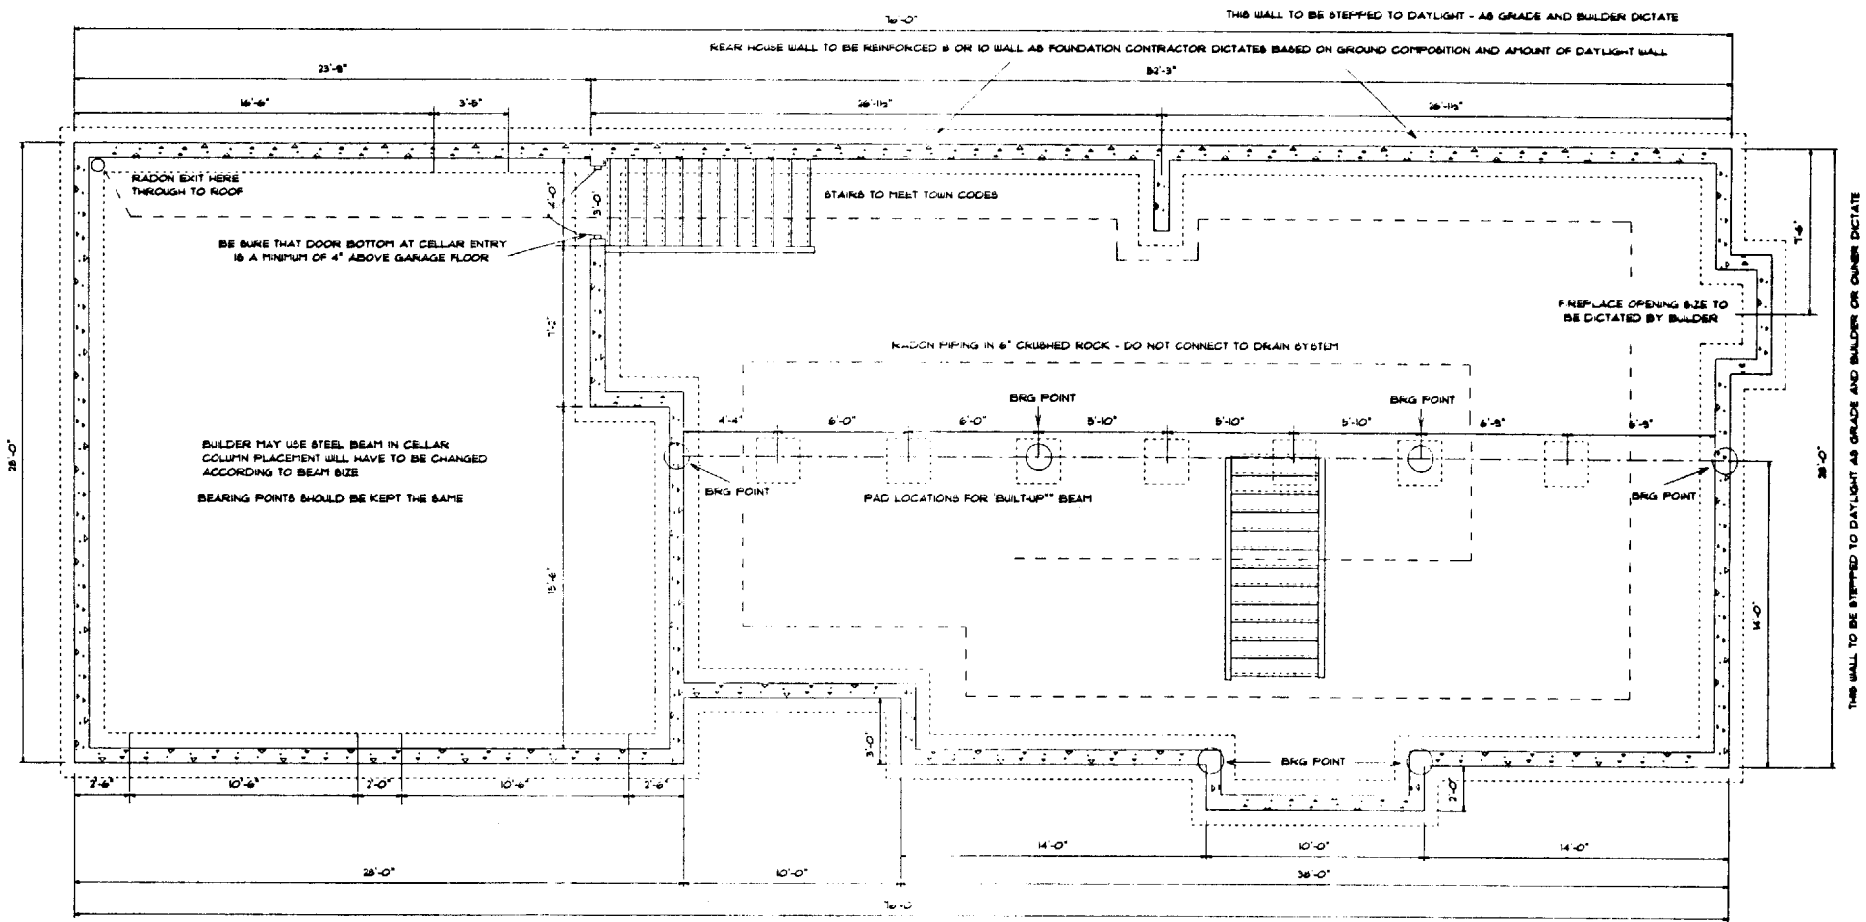 THIS WALL TO BE STEPPED TO DAYLIGHT - AS GRADE AND BUILDER DICTATE
76'-0"
REAR HOUSE WALL TO BE REINFORCED 8 OR 10 WALL AS FOUNDATION CONTRACTOR DICTATES BASED ON GROUND COMPOSITION AND AMOUNT OF DAYLIGHT WALL
23'-9"
52'-3"
16'-6"
3'-5"
26'-1½"
26'-1½"
RADON EXIT HERE
THROUGH TO ROOF
4'-0"
3'-0"
STAIRS TO MEET TOWN CODES
BE SURE THAT DOOR BOTTOM AT CELLAR ENTRY
IS A MINIMUM OF 4" ABOVE GARAGE FLOOR
7'-6"
THIS WALL TO BE STEPPED TO DAYLIGHT AS GRADE AND BUILDER OR OWNER DICTATE
FIREPLACE OPENING SIZE TO
BE DICTATED BY BUILDER
RADON PIPING IN 6" CRUSHED ROCK - DO NOT CONNECT TO DRAIN SYSTEM
BRG POINT
BRG POINT
4'-4"
6'-0"
6'-0"
5'-10"
5'-10"
5'-10"
6'-9"
6'-9"
28'-0"
BUILDER MAY USE STEEL BEAM IN CELLAR
COLUMN PLACEMENT WILL HAVE TO BE CHANGED
ACCORDING TO BEAM SIZE
BEARING POINTS SHOULD BE KEPT THE SAME
BRG POINT
PAD LOCATIONS FOR "BUILT-UP" BEAM
BRG POINT
28'-0"
15'-6"
14'-0"
3'-0"
BRG POINT
2'-6"
10'-6"
2'-0"
10'-6"
2'-6"
2'-0"
14'-0"
10'-0"
14'-0"
28'-0"
10'-0"
38'-0"
76'-0